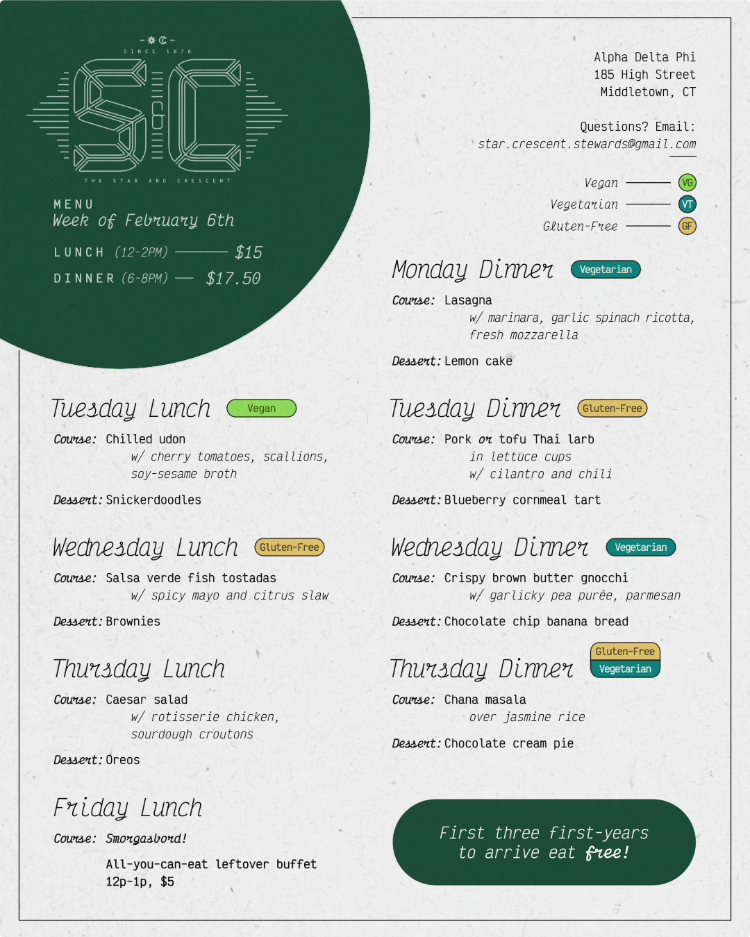 SINCE 1878
S&C
THE STAR AND CRESCENT
MENU
Week of February 6th
LUNCH (12-2PM) $15
DINNER (6-8PM) $17.50
Alpha Delta Phi
185 High Street
Middletown, CT
Questions? Email:
star.crescent.stewards@gmail.com
Vegan VG
Vegetarian VT
Gluten-Free GF
Monday Dinner Vegetarian
Course: Lasagna
w/ marinara, garlic spinach ricotta,
fresh mozzarella
Dessert: Lemon cake
Tuesday Lunch Vegan
Course: Chilled udon
w/ cherry tomatoes, scallions,
soy-sesame broth
Dessert: Snickerdoodles
Tuesday Dinner Gluten-Free
Course: Pork or tofu Thai larb
in lettuce cups
w/ cilantro and chili
Dessert: Blueberry cornmeal tart
Wednesday Lunch Gluten-Free
Course: Salsa verde fish tostadas
w/ spicy mayo and citrus slaw
Dessert: Brownies
Wednesday Dinner Vegetarian
Course: Crispy brown butter gnocchi
w/ garlicky pea purée, parmesan
Dessert: Chocolate chip banana bread
Thursday Lunch
Course: Caesar salad
w/ rotisserie chicken,
sourdough croutons
Dessert: Oreos
Thursday Dinner Gluten-Free
Vegetarian
Course: Chana masala
over jasmine rice
Dessert: Chocolate cream pie
Friday Lunch
Course: Smorgasbord!
All-you-can-eat leftover buffet
12p-1p, $5
First three first-years
to arrive eat free!